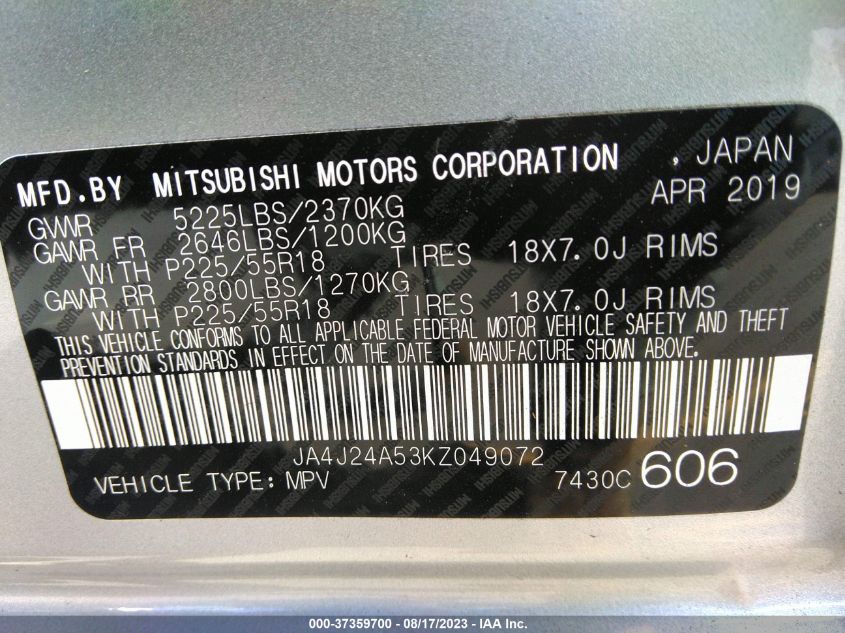 MFD.BY MITSUBISHI MOTORS CORPORATION , JAPAN
APR 2019
GVWR 5225LBS/2370KG
GAWR FR 2646LBS/1200KG
WITH P225/55R18 TIRES 18X7.0J RIMS
GAWR RR 2800LBS/1270KG
WITH P225/55R18 TIRES 18X7.0J RIMS
THIS VEHICLE CONFORMS TO ALL APPLICABLE FEDERAL MOTOR VEHICLE SAFETY AND THEFT
PREVENTION STANDARDS IN EFFECT ON THE DATE OF MANUFACTURE SHOWN ABOVE.
JA4J24A53KZ049072
VEHICLE TYPE: MPV 7430C 606
000-37359700 - 08/17/2023 - IAA Inc.